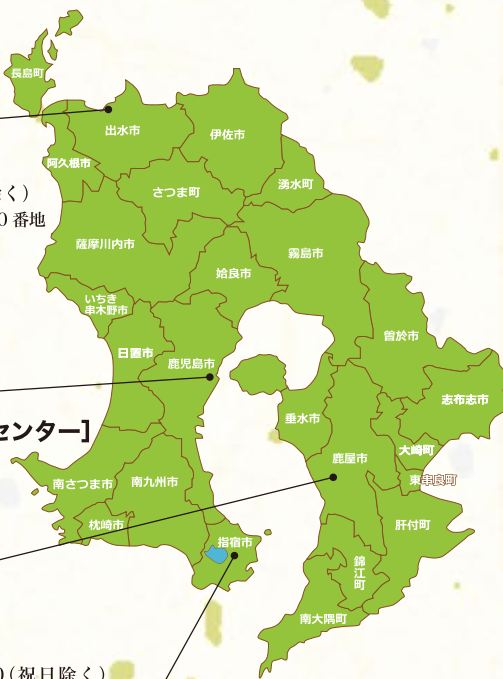 長島町
出水市
伊佐市
阿久根市
さつま町
湧水町
く）
0 番地
薩摩川内市
霧島市
姶良市
いちき
串木野市
曽於市
日置市
鹿児島市
志布志市
垂水市
センター]
大崎町
鹿屋市
東串良町
南さつま市
南九州市
枕崎市
肝付町
指宿市
錦江町
南大隅町
0(祝日除く)